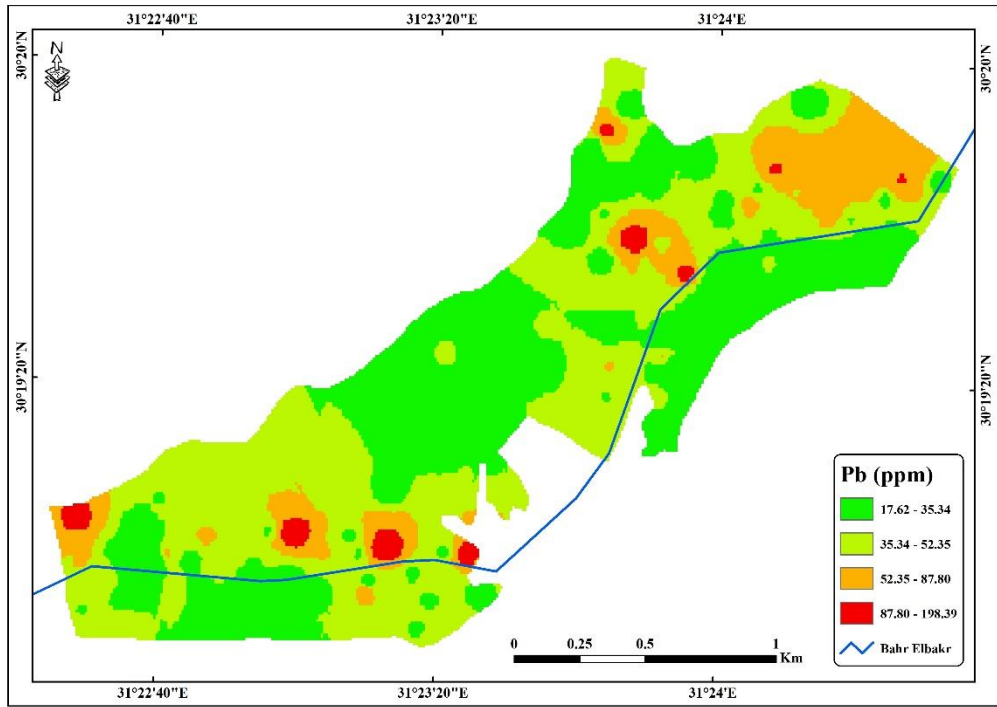 31°22'40"E 31°23'20"E 31°24'E
N
30°20'N 30°20'N
30°19'20"N 30°19'20"N
Pb (ppm)
17.62 - 35.34
35.34 - 52.35
52.35 - 87.80
87.80 - 198.39
Bahr Elbakr
0 0.25 0.5 1
Km
31°22'40"E 31°23'20"E 31°24'E